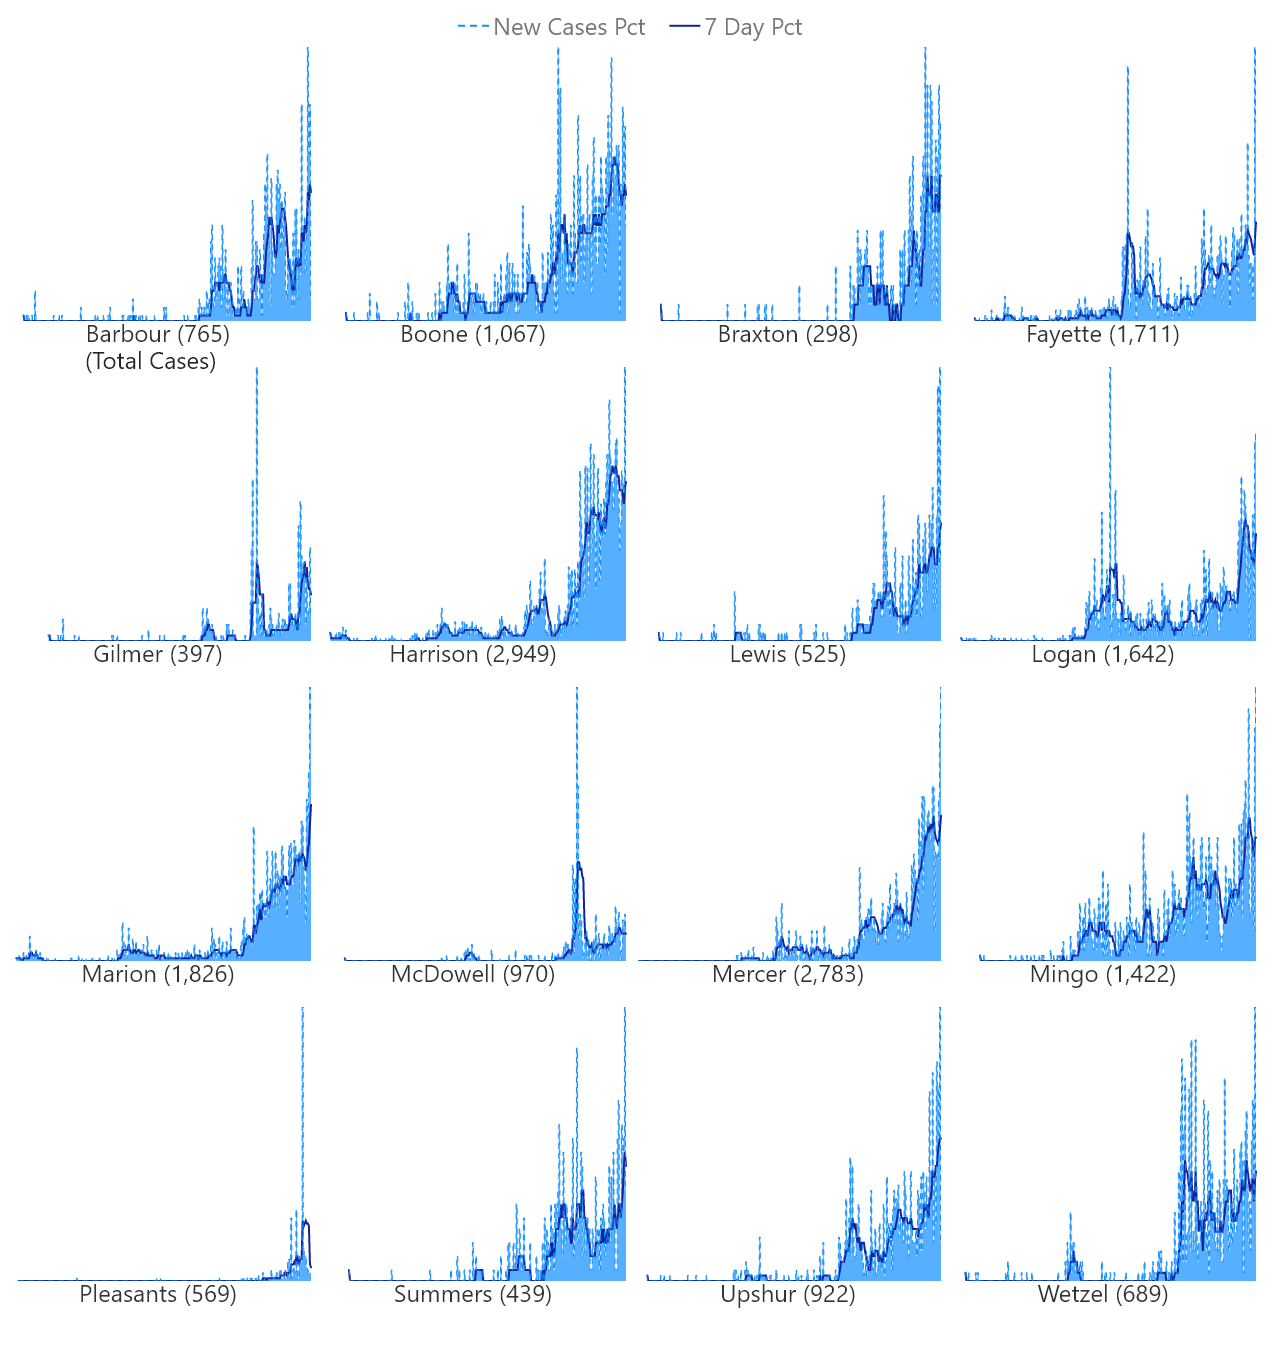 New Cases Pct 7 Day Pct
Barbour (765) Boone (1,067) Braxton (298) Fayette (1,711)
(Total Cases)
Gilmer (397) Harrison (2,949) Lewis (525) Logan (1,642)
Marion (1,826) McDowell (970) Mercer (2,783) Mingo (1,422)
Pleasants (569) Summers (439) Upshur (922) Wetzel (689)